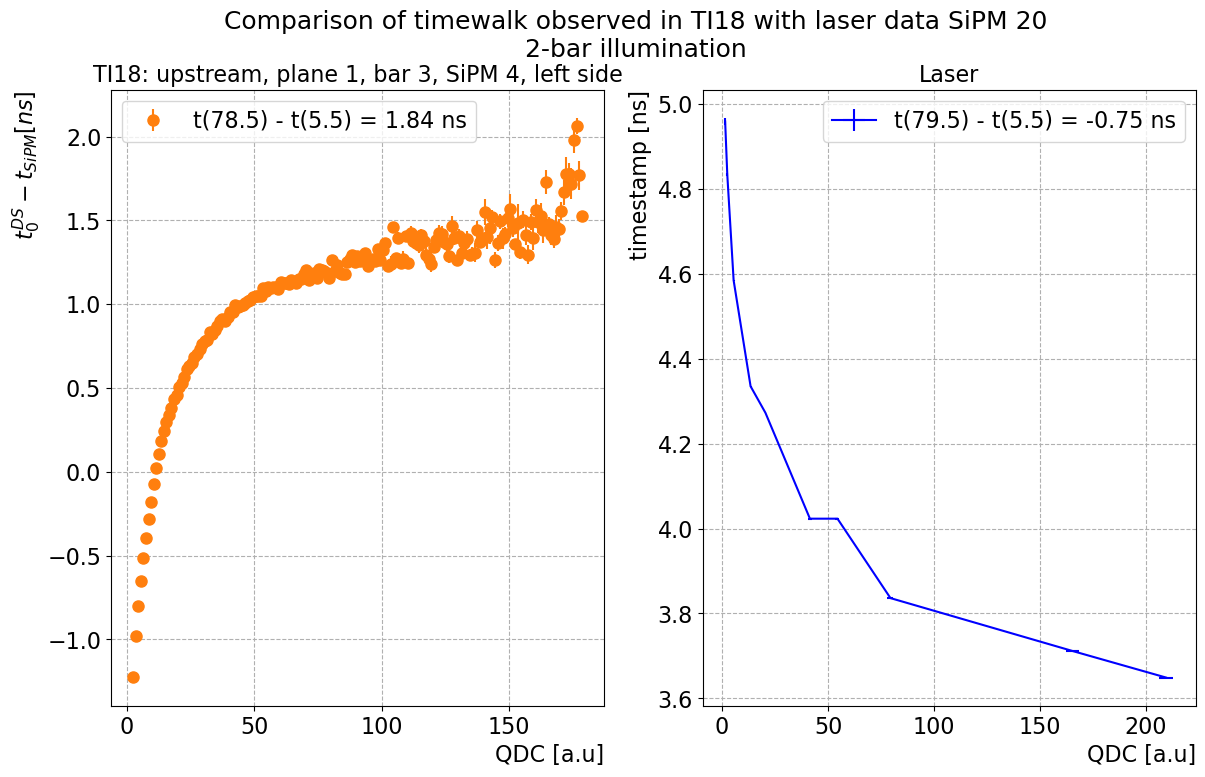 Comparison of timewalk observed in TI18 with laser data SiPM 20
2-bar illumination
TI18: upstream, plane 1, bar 3, SiPM 4, left side
t(78.5) - t(5.5) = 1.84 ns
t₀ᴰˢ − t_SiPM[ns]
2.0
1.5
1.0
0.5
0.0
−0.5
−1.0
0 50 100 150
QDC [a.u]
Laser
t(79.5) - t(5.5) = -0.75 ns
timestamp [ns]
5.0
4.8
4.6
4.4
4.2
4.0
3.8
3.6
0 50 100 150 200
QDC [a.u]